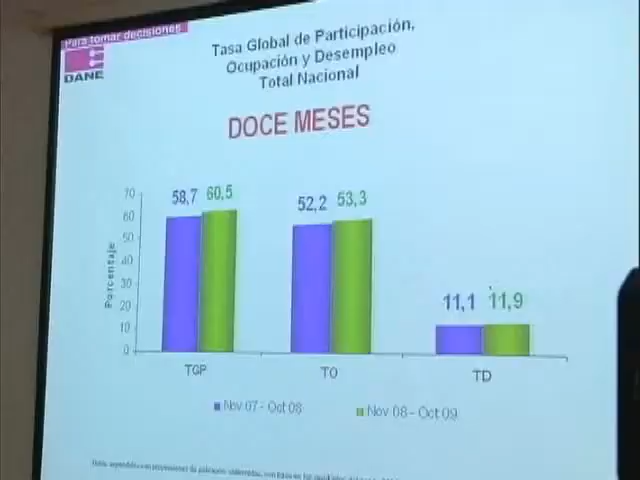 Para tomar decisiones
DANE
Tasa Global de Participación,
Ocupación y Desempleo
Total Nacional
DOCE MESES
Porcentaje
70
60
50
40
30
20
10
0
58,7 60,5
52,2 53,3
11,1 11,9
TGP TO TD
Nov 07 - Oct 08 Nov 08 - Oct 09